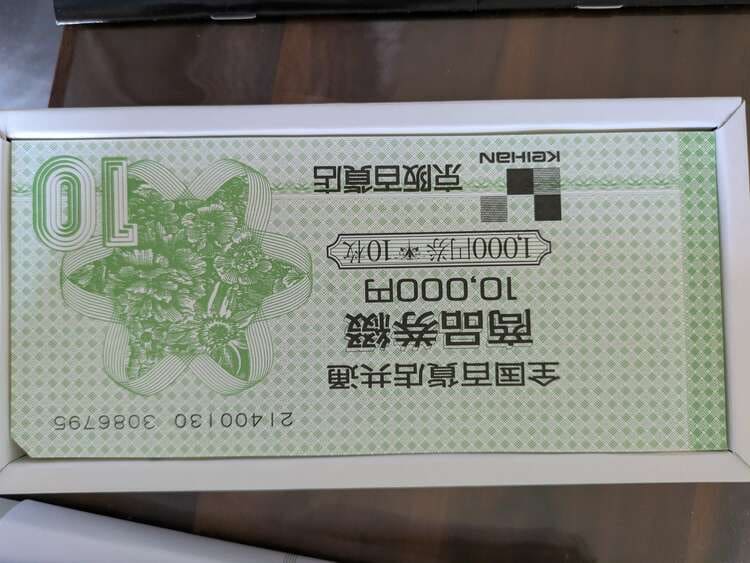 21400130 3086795
全国百貨店共通
商品券綴
10,000円
1,000円券＊10枚
KEIHAN
京阪百貨店
10